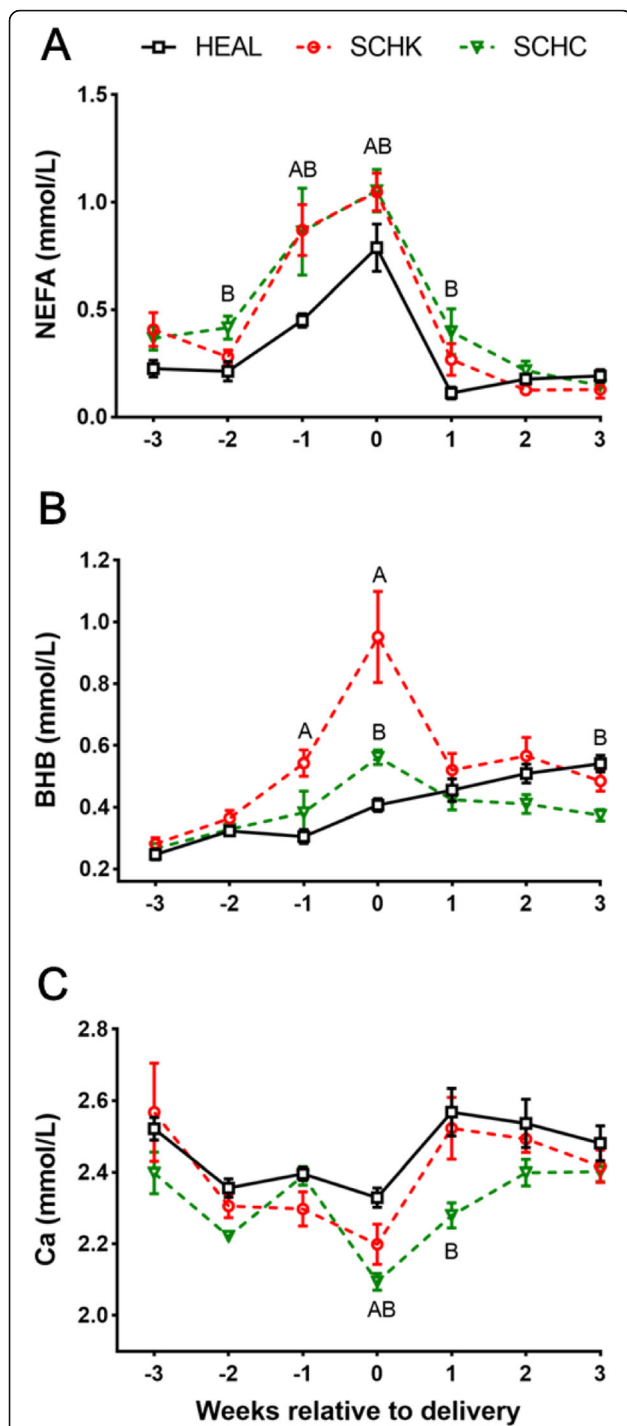 A
HEAL SCHK SCHC
1.5
1.0
0.5
0.0
NEFA (mmol/L)
B
AB
AB
B
-3 -2 -1 0 1 2 3
B
1.2
1.0
0.8
0.6
0.4
0.2
BHB (mmol/L)
A
A
B
B
-3 -2 -1 0 1 2 3
C
2.8
2.6
2.4
2.2
2.0
Ca (mmol/L)
AB
B
-3 -2 -1 0 1 2 3
Weeks relative to delivery